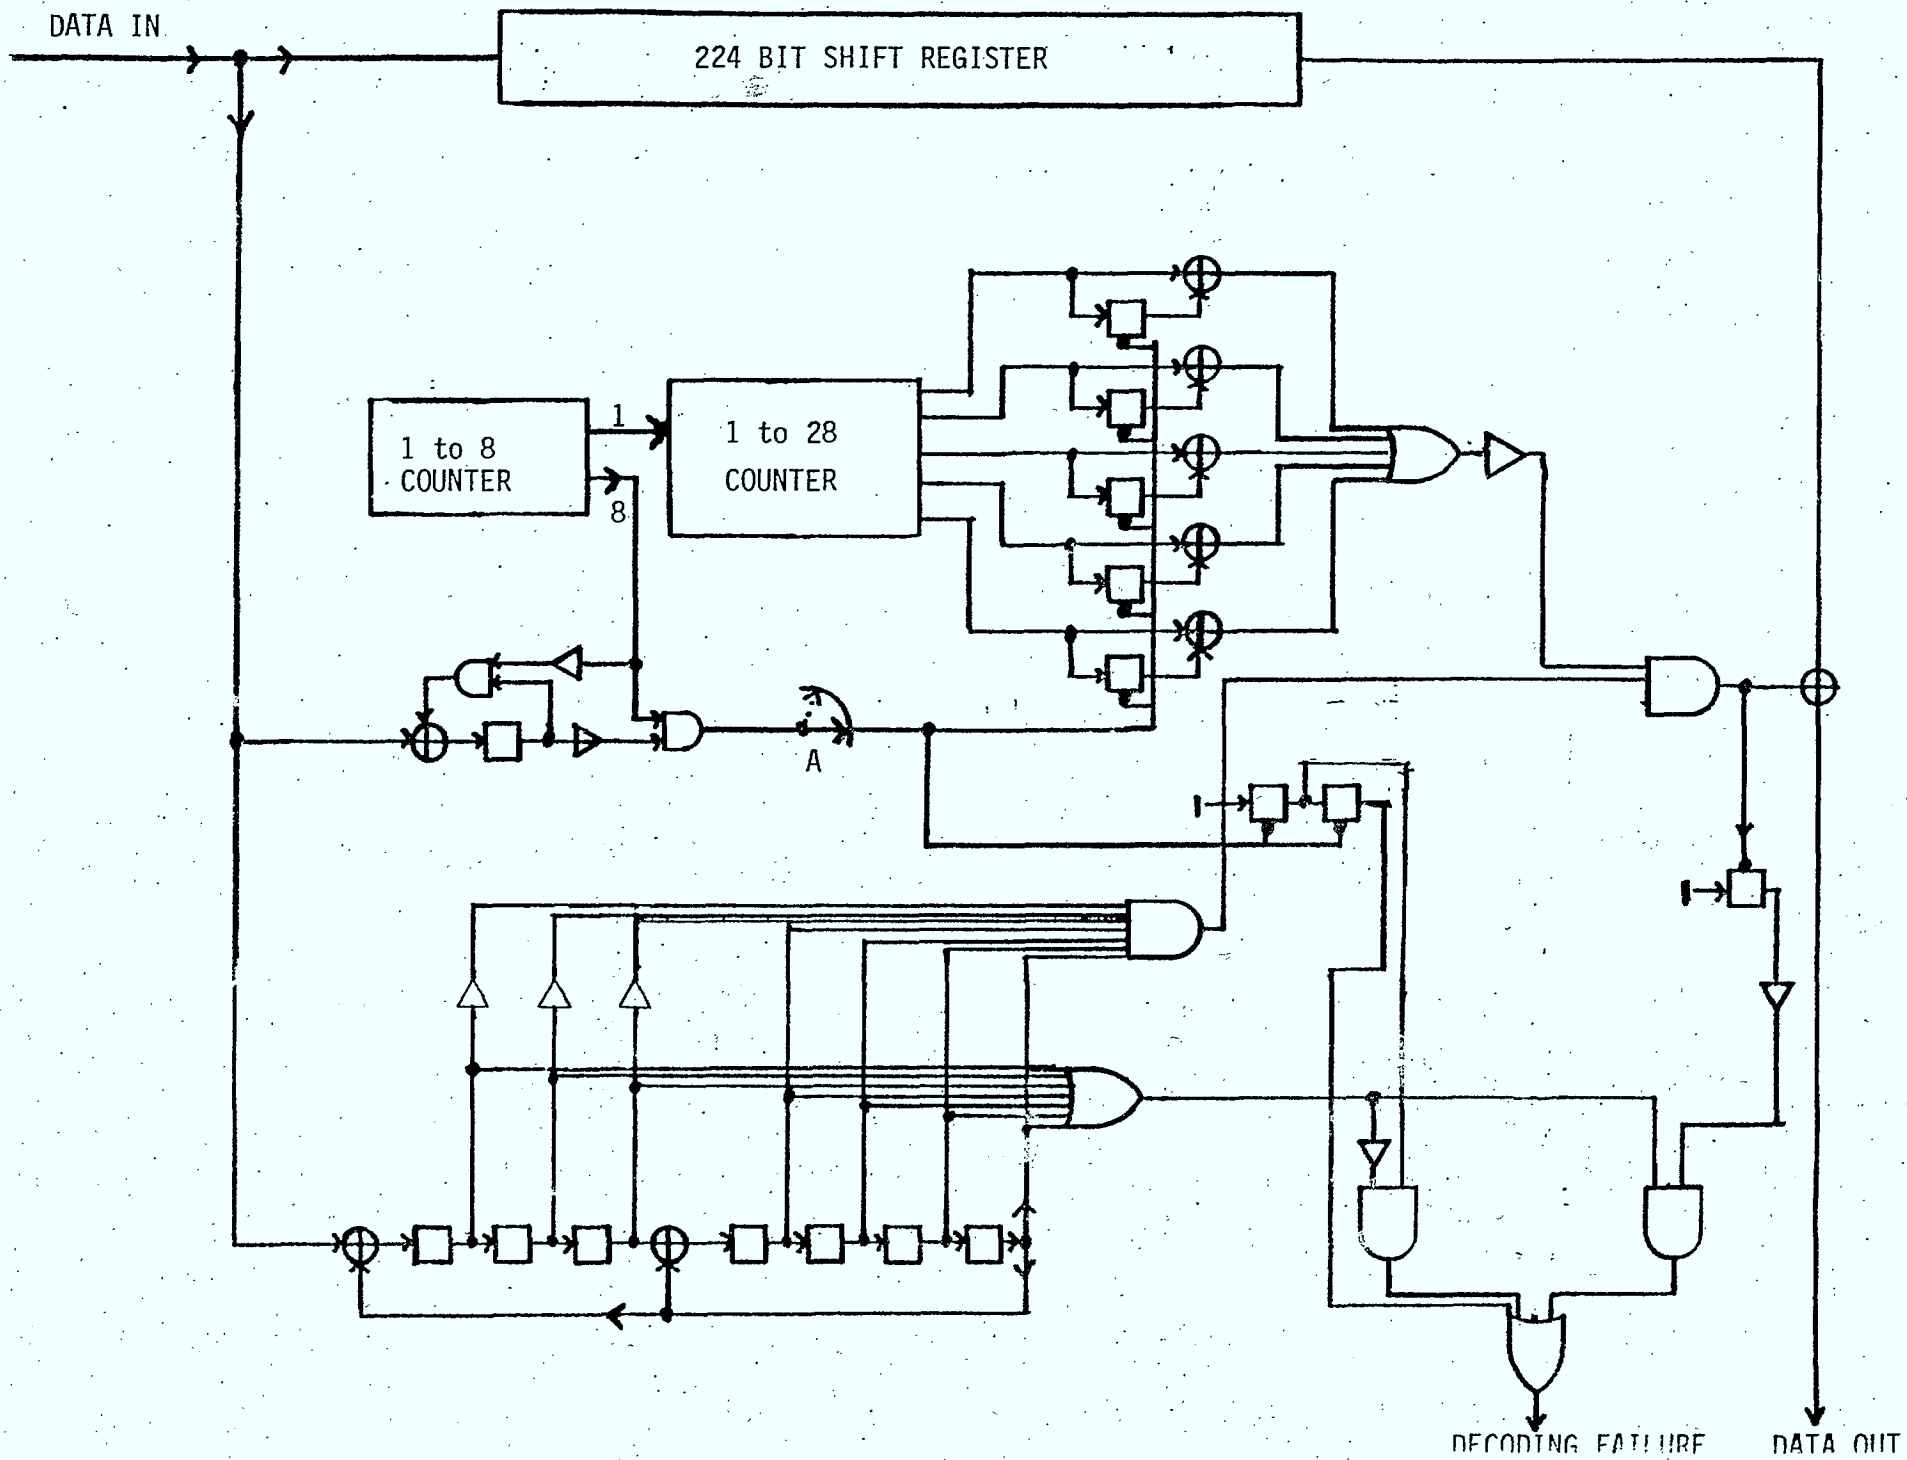 DATA IN
224 BIT SHIFT REGISTER
1 to 8
COUNTER
1
8
1 to 28
COUNTER
A
DECODING FAILURE
DATA OUT